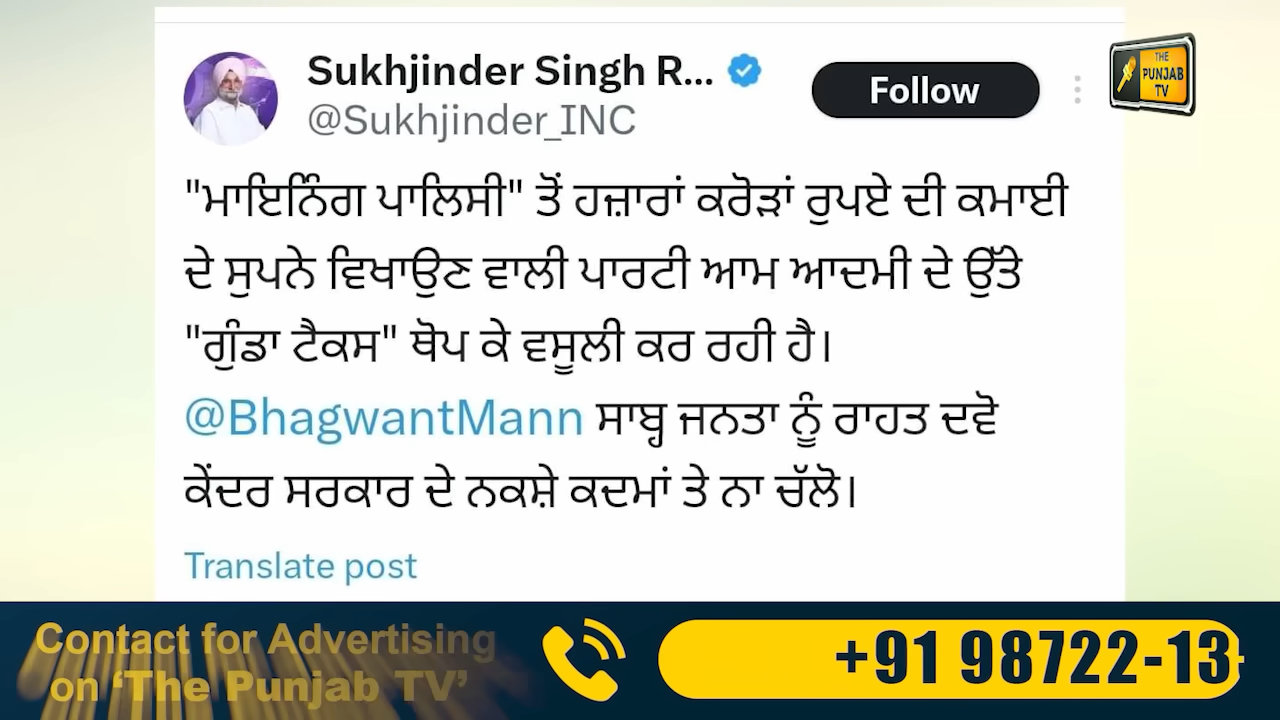 Sukhjinder Singh R...
@Sukhjinder_INC
Follow
THE
PUNJAB
TV
"ਮਾਇਨਿੰਗ ਪਾਲਿਸੀ" ਤੋਂ ਹਜ਼ਾਰਾਂ ਕਰੋੜਾਂ ਰੁਪਏ ਦੀ ਕਮਾਈ
ਦੇ ਸੁਪਨੇ ਵਿਖਾਉਣ ਵਾਲੀ ਪਾਰਟੀ ਆਮ ਆਦਮੀ ਦੇ ਉੱਤੇ
"ਗੁੰਡਾ ਟੈਕਸ" ਥੋਪ ਕੇ ਵਸੂਲੀ ਕਰ ਰਹੀ ਹੈ।
@BhagwantMann ਸਾਬ੍ਹ ਜਨਤਾ ਨੂੰ ਰਾਹਤ ਦਵੋ
ਕੇਂਦਰ ਸਰਕਾਰ ਦੇ ਨਕਸ਼ੇ ਕਦਮਾਂ ਤੇ ਨਾ ਚੱਲੋ।
Translate post
Contact for Advertising
on ‘The Punjab TV’
+91 98722-13